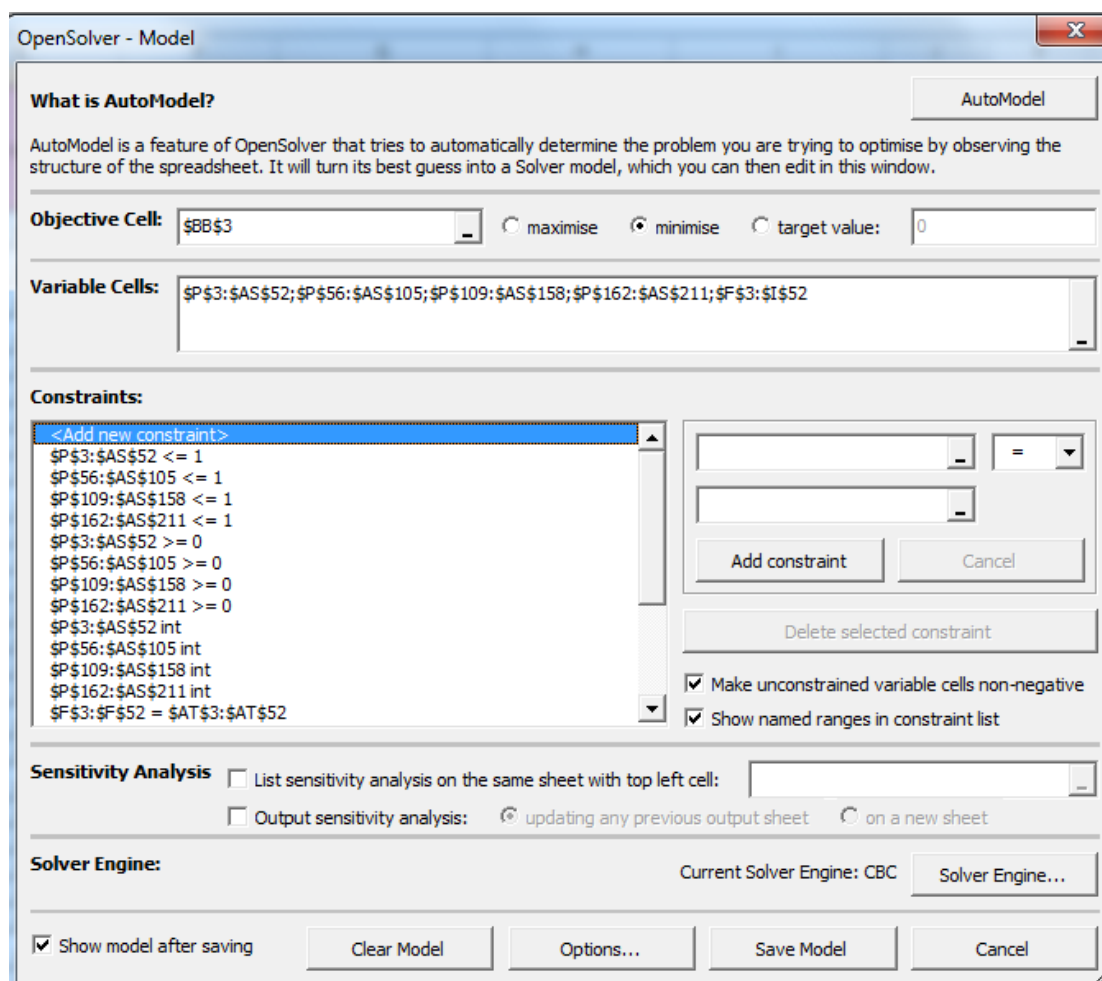 OpenSolver - Model
What is AutoModel?
AutoModel
AutoModel is a feature of OpenSolver that tries to automatically determine the problem you are trying to optimise by observing the
structure of the spreadsheet. It will turn its best guess into a Solver model, which you can then edit in this window.
Objective Cell: $BB$3 _ maximise minimise target value: 0
Variable Cells: $P$3:$AS$52;$P$56:$AS$105;$P$109:$AS$158;$P$162:$AS$211;$F$3:$I$52
_
Constraints:
<Add new constraint>
$P$3:$AS$52 <= 1
$P$56:$AS$105 <= 1
$P$109:$AS$158 <= 1
$P$162:$AS$211 <= 1
$P$3:$AS$52 >= 0
$P$56:$AS$105 >= 0
$P$109:$AS$158 >= 0
$P$162:$AS$211 >= 0
$P$3:$AS$52 int
$P$56:$AS$105 int
$P$109:$AS$158 int
$P$162:$AS$211 int
$F$3:$F$52 = $AT$3:$AT$52
_ =
_
Add constraint Cancel
Delete selected constraint
Make unconstrained variable cells non-negative
Show named ranges in constraint list
Sensitivity Analysis List sensitivity analysis on the same sheet with top left cell: _
Output sensitivity analysis: updating any previous output sheet on a new sheet
Solver Engine: Current Solver Engine: CBC Solver Engine...
Show model after saving Clear Model Options... Save Model Cancel